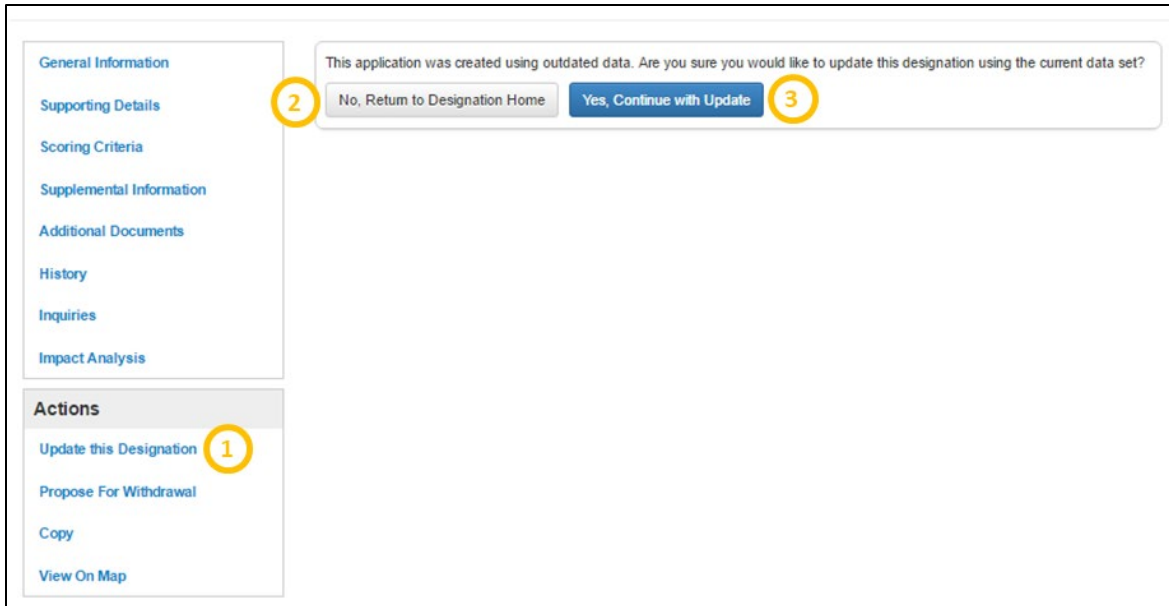 General Information
Supporting Details
Scoring Criteria
Supplemental Information
Additional Documents
History
Inquiries
Impact Analysis
Actions
Update this Designation 1
Propose For Withdrawal
Copy
View On Map
This application was created using outdated data. Are you sure you would like to update this designation using the current data set?
2 No, Return to Designation Home Yes, Continue with Update 3